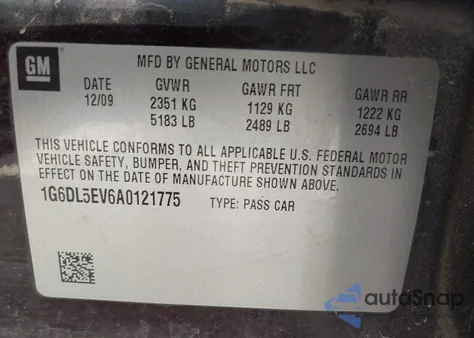 GM
MFD BY GENERAL MOTORS LLC
DATE GVWR GAWR FRT GAWR RR
12/09 2351 KG 1129 KG 1222 KG
5183 LB 2489 LB 2694 LB
THIS VEHICLE CONFORMS TO ALL APPLICABLE U.S. FEDERAL MOTOR
VEHICLE SAFETY, BUMPER, AND THEFT PREVENTION STANDARDS IN
EFFECT ON THE DATE OF MANUFACTURE SHOWN ABOVE.
1G6DL5EV6A0121775 TYPE: PASS CAR
autoSnap